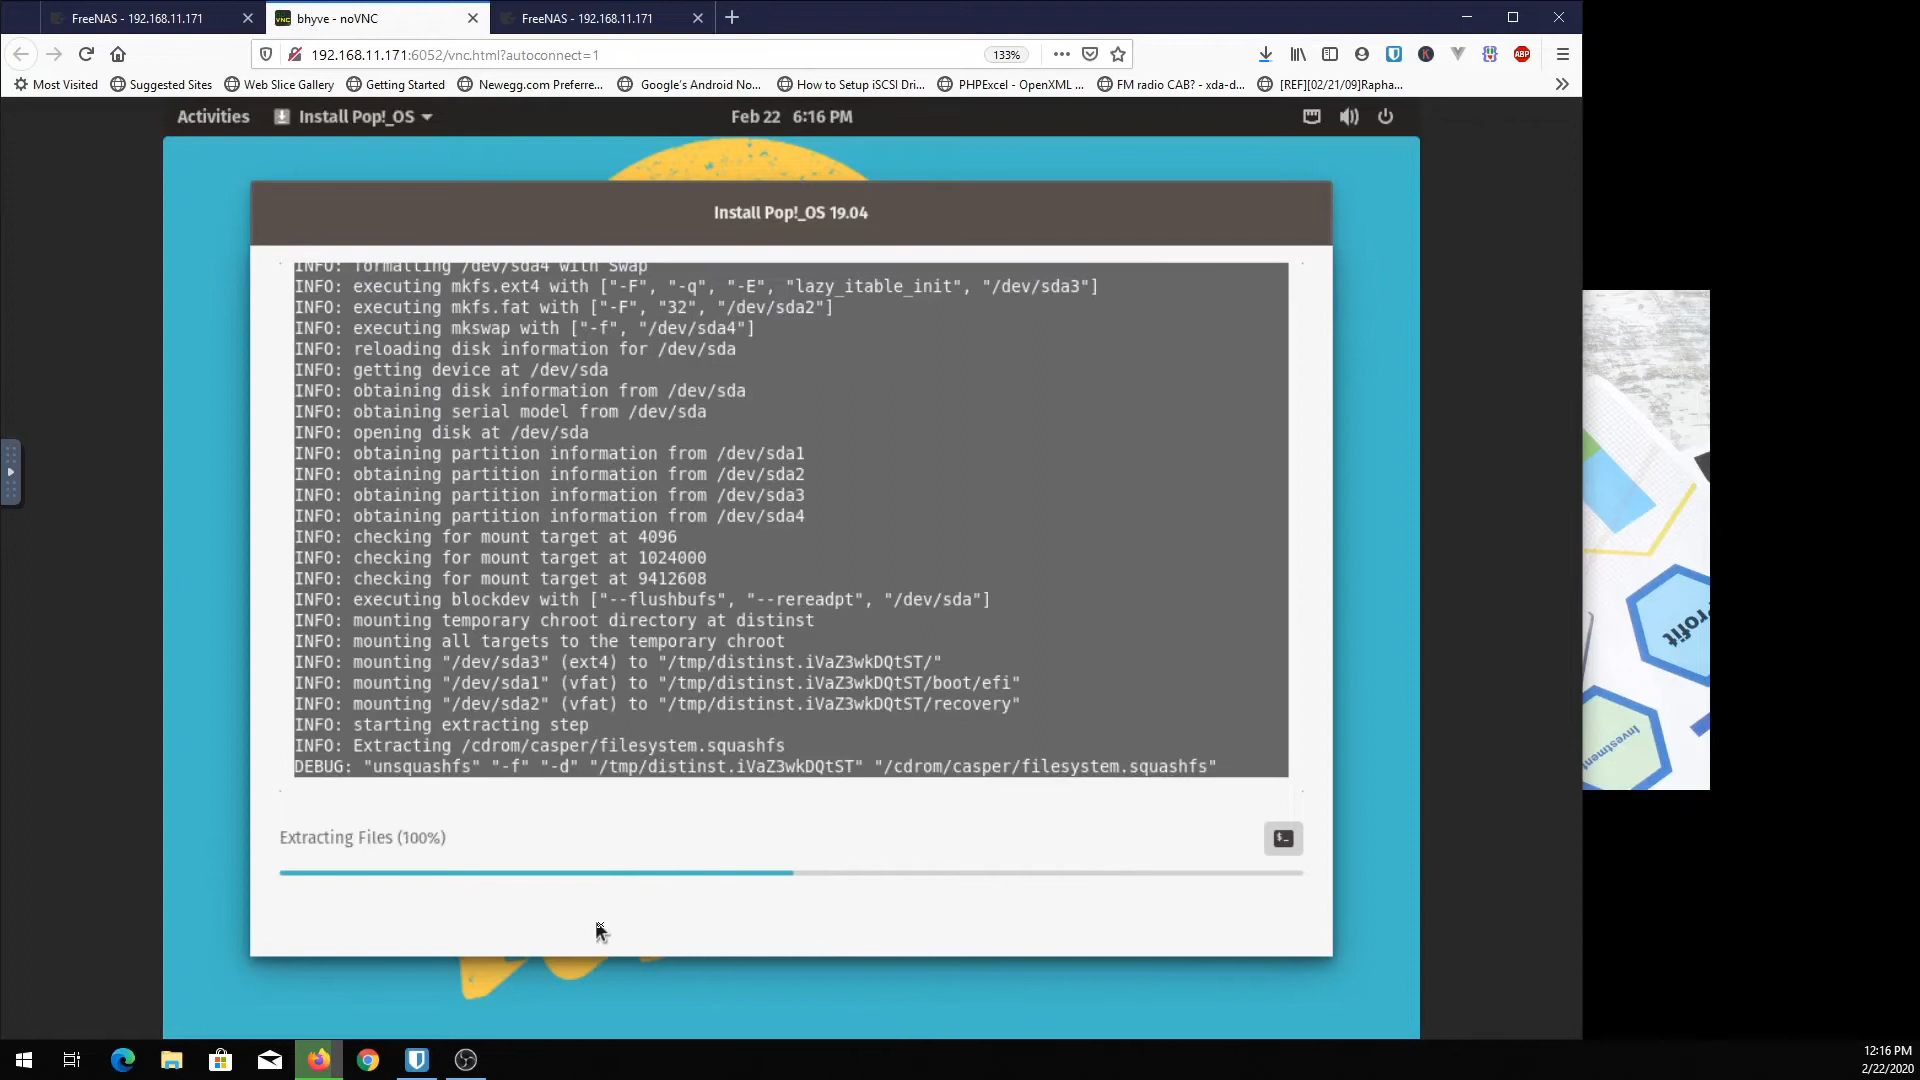 FreeNAS - 192.168.11.171
bhyve - noVNC
FreeNAS - 192.168.11.171
192.168.11.171:6052/vnc.html?autoconnect=1
133%
Most Visited
Suggested Sites
Web Slice Gallery
Getting Started
Newegg.com Preferre...
Google's Android No...
How to Setup iSCSI Dri...
PHPExcel - OpenXML ...
FM radio CAB? - xda-d...
[REF][02/21/09]Rapha...
Activities
Install Pop!_OS
Feb 22 6:16 PM
Install Pop!_OS 19.04
INFO: formatting /dev/sda4 with Swap
INFO: executing mkfs.ext4 with ["-F", "-q", "-E", "lazy_itable_init", "/dev/sda3"]
INFO: executing mkfs.fat with ["-F", "32", "/dev/sda2"]
INFO: executing mkswap with ["-f", "/dev/sda4"]
INFO: reloading disk information for /dev/sda
INFO: getting device at /dev/sda
INFO: obtaining disk information from /dev/sda
INFO: obtaining serial model from /dev/sda
INFO: opening disk at /dev/sda
INFO: obtaining partition information from /dev/sda1
INFO: obtaining partition information from /dev/sda2
INFO: obtaining partition information from /dev/sda3
INFO: obtaining partition information from /dev/sda4
INFO: checking for mount target at 4096
INFO: checking for mount target at 1024000
INFO: checking for mount target at 9412608
INFO: executing blockdev with ["--flushbufs", "--rereadpt", "/dev/sda"]
INFO: mounting temporary chroot directory at distinst
INFO: mounting all targets to the temporary chroot
INFO: mounting "/dev/sda3" (ext4) to "/tmp/distinst.iVaZ3wkDQtST/"
INFO: mounting "/dev/sda1" (vfat) to "/tmp/distinst.iVaZ3wkDQtST/boot/efi"
INFO: mounting "/dev/sda2" (vfat) to "/tmp/distinst.iVaZ3wkDQtST/recovery"
INFO: starting extracting step
INFO: Extracting /cdrom/casper/filesystem.squashfs
DEBUG: "unsquashfs" "-f" "-d" "/tmp/distinst.iVaZ3wkDQtST" "/cdrom/casper/filesystem.squashfs"
Extracting Files (100%)
$_
ABP
Profit
Investment
12:16 PM
2/22/2020